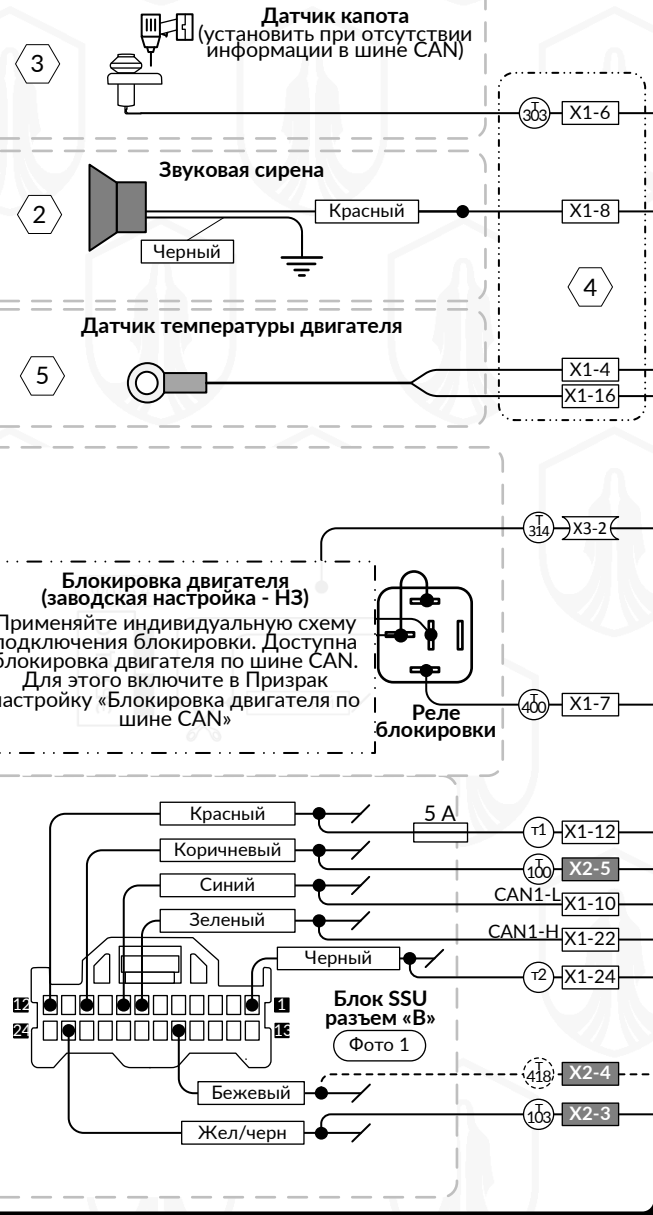 Датчик капота
(установить при отсутствии
информации в шине CAN)
3
T
303
X1-6
Звуковая сирена
2
Красный
X1-8
Черный
4
Датчик температуры двигателя
5
X1-4
X1-16
T
314
X3-2
Блокировка двигателя
(заводская настройка - НЗ)
Применяйте индивидуальную схему
подключения блокировки. Доступна
блокировка двигателя по шине CAN.
Для этого включите в Призрак
настройку «Блокировка двигателя по
шине CAN»
Реле
блокировки
T
400
X1-7
Красный
5 А
т1
X1-12
Коричневый
T
100
X2-5
Синий
CAN1-L
X1-10
Зеленый
CAN1-H
X1-22
Черный
т2
X1-24
12
1
24
13
Блок SSU
разъем «В»
Фото 1
Бежевый
T
418
X2-4
Жел/черн
T
103
X2-3